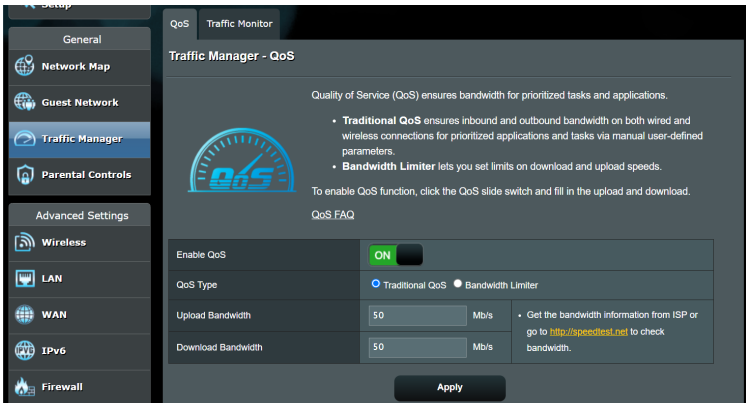 Setup
QoS
Traffic Monitor
General
Network Map
Guest Network
Traffic Manager
Parental Controls
Advanced Settings
Wireless
LAN
WAN
IPv6
Firewall
Traffic Manager - QoS
Quality of Service (QoS) ensures bandwidth for prioritized tasks and applications.
• Traditional QoS ensures inbound and outbound bandwidth on both wired and
wireless connections for prioritized applications and tasks via manual user-defined
parameters.
• Bandwidth Limiter lets you set limits on download and upload speeds.
To enable QoS function, click the QoS slide switch and fill in the upload and download.
QoS FAQ
QoS
Enable QoS
ON
QoS Type
Traditional QoS Bandwidth Limiter
Upload Bandwidth
50 Mb/s
Download Bandwidth
50 Mb/s
• Get the bandwidth information from ISP or
go to http://speedtest.net to check
bandwidth.
Apply